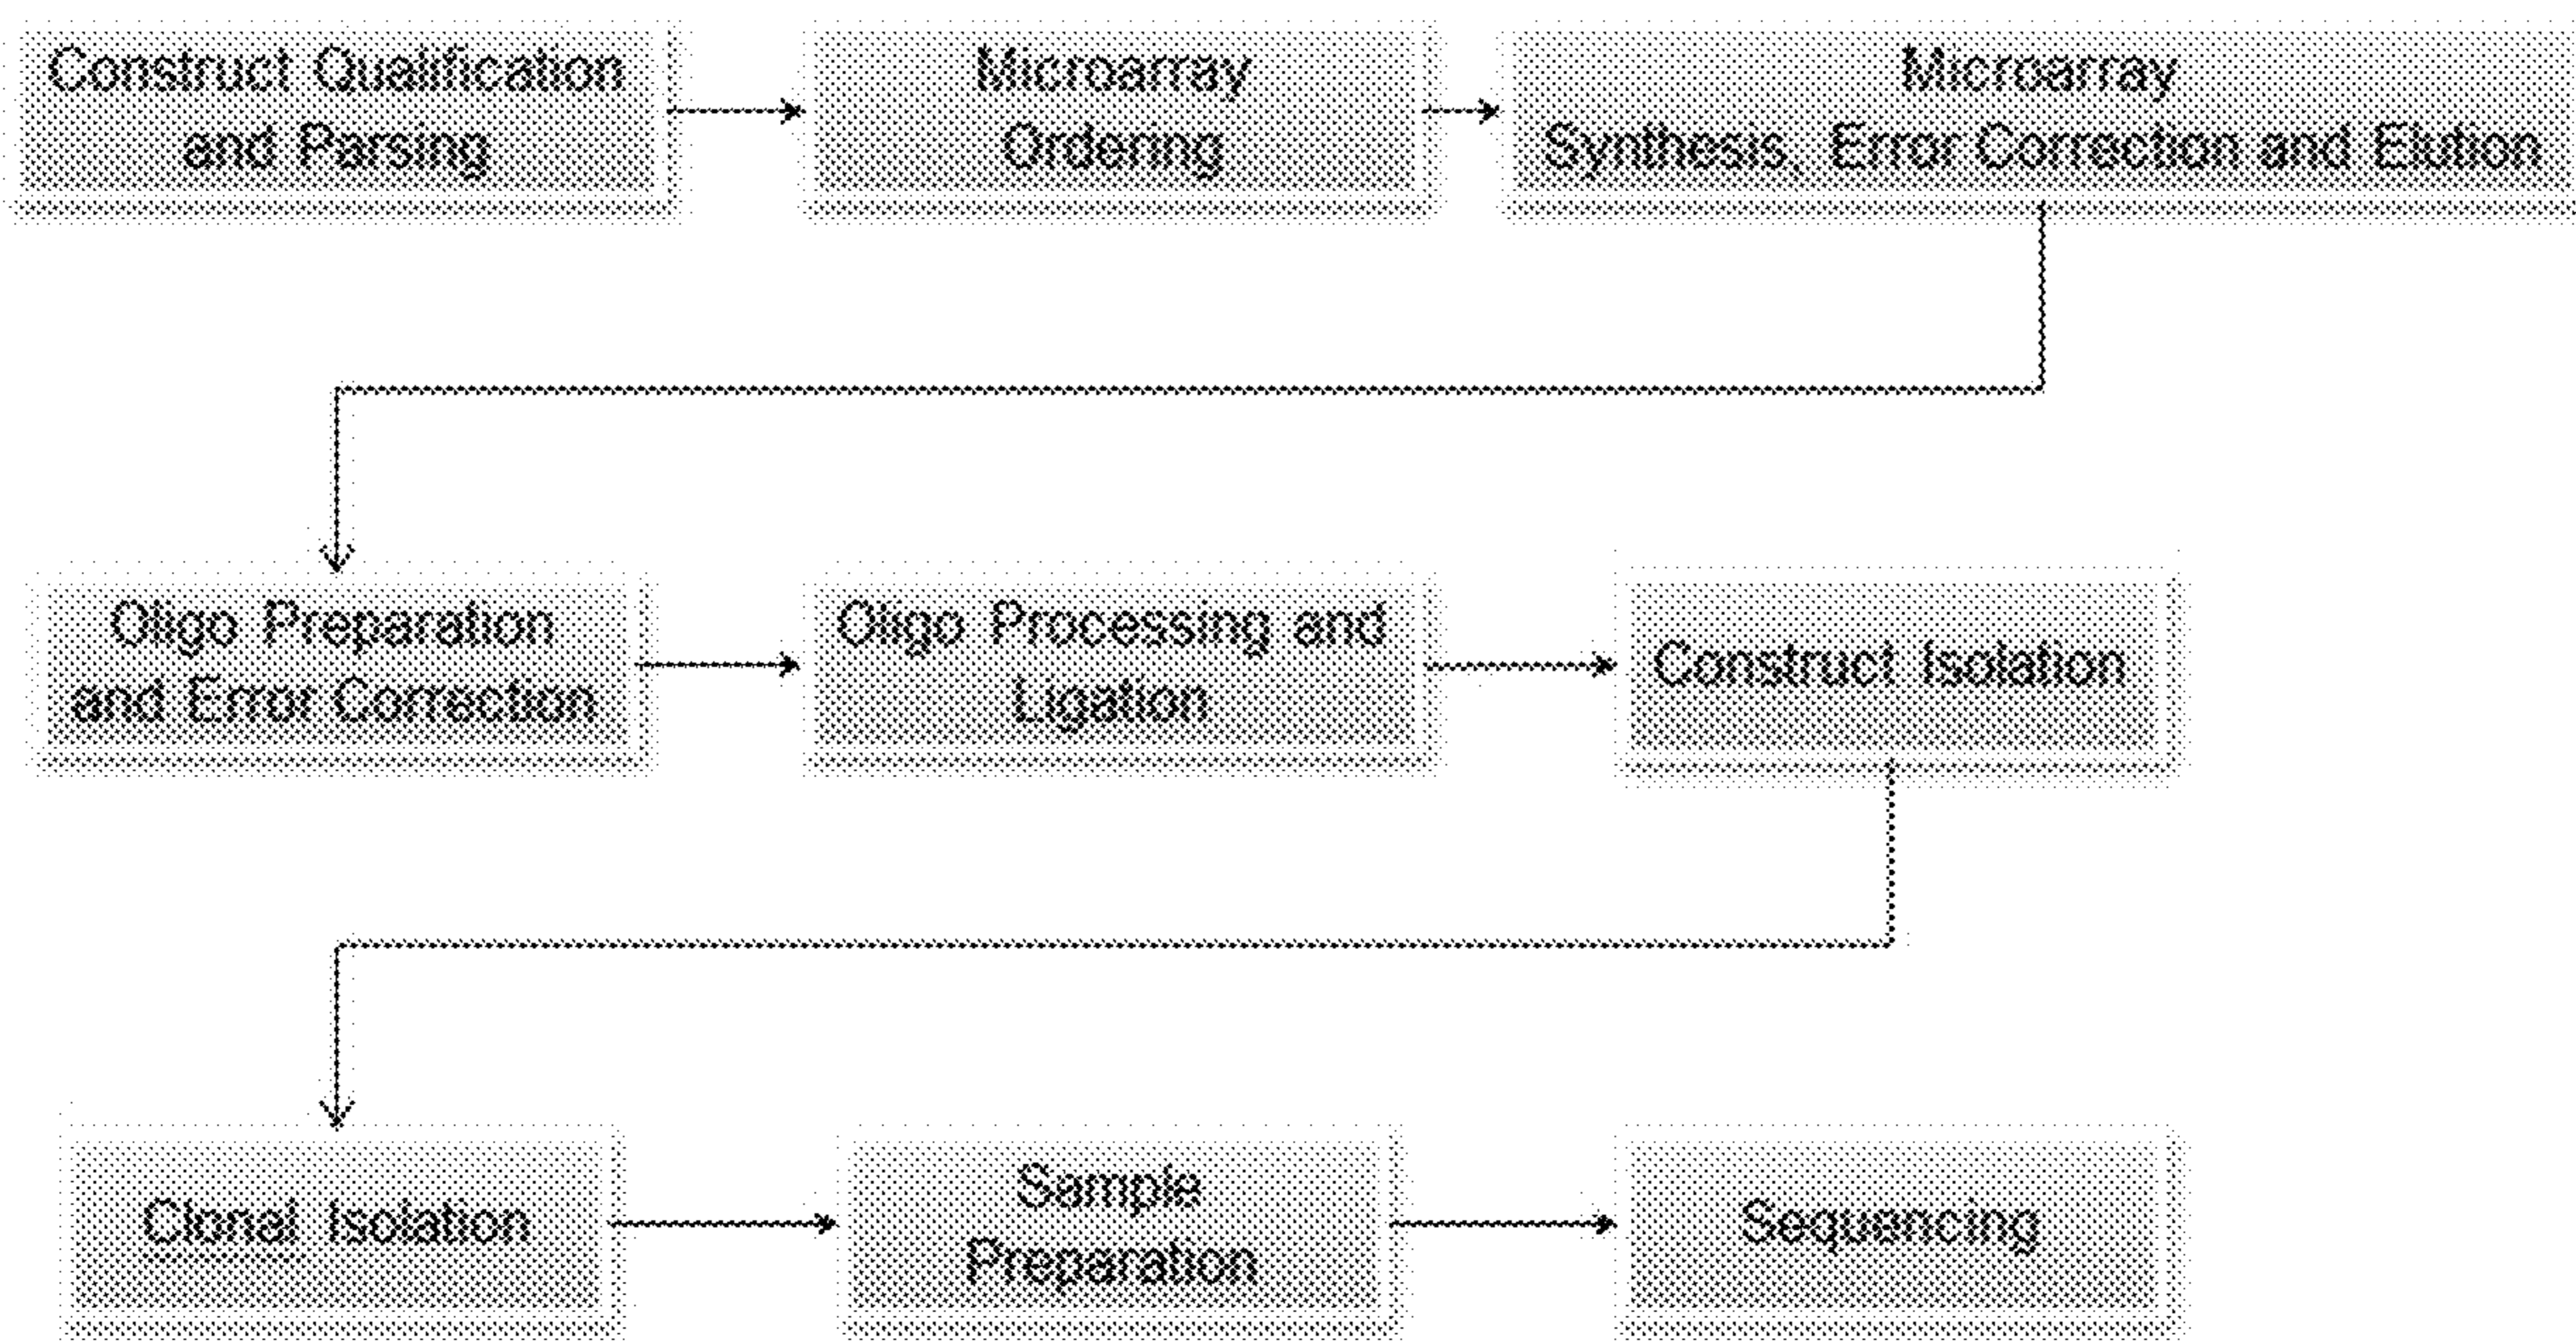 Construct Qualification
and Parsing
Microarray
Ordering
Microarray
Synthesis, Error Correction and Elution
Oligo Preparation
and Error Correction
Oligo Processing and
Ligation
Construct Isolation
Clonal Isolation
Sample
Preparation
Sequencing